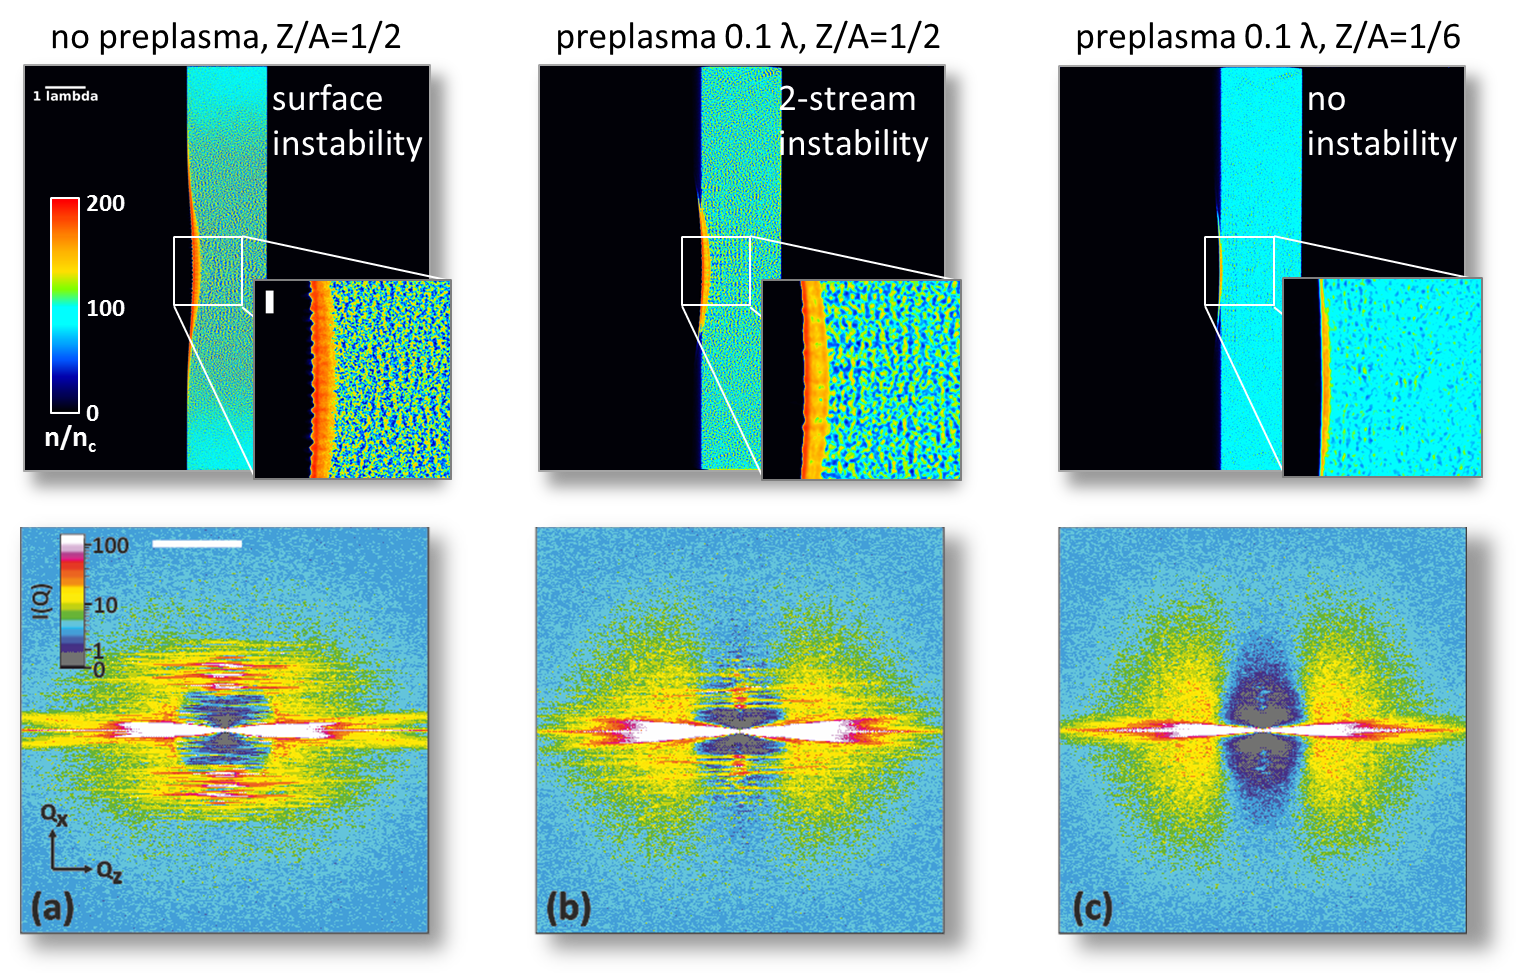 no preplasma, Z/A=1/2
preplasma 0.1 λ, Z/A=1/2
preplasma 0.1 λ, Z/A=1/6
1 lambda
surface
instability
200
100
0
n/nc
2-stream
instability
no
instability
I(Q)
100
10
1
0
Qx
Qz
(a)
(b)
(c)